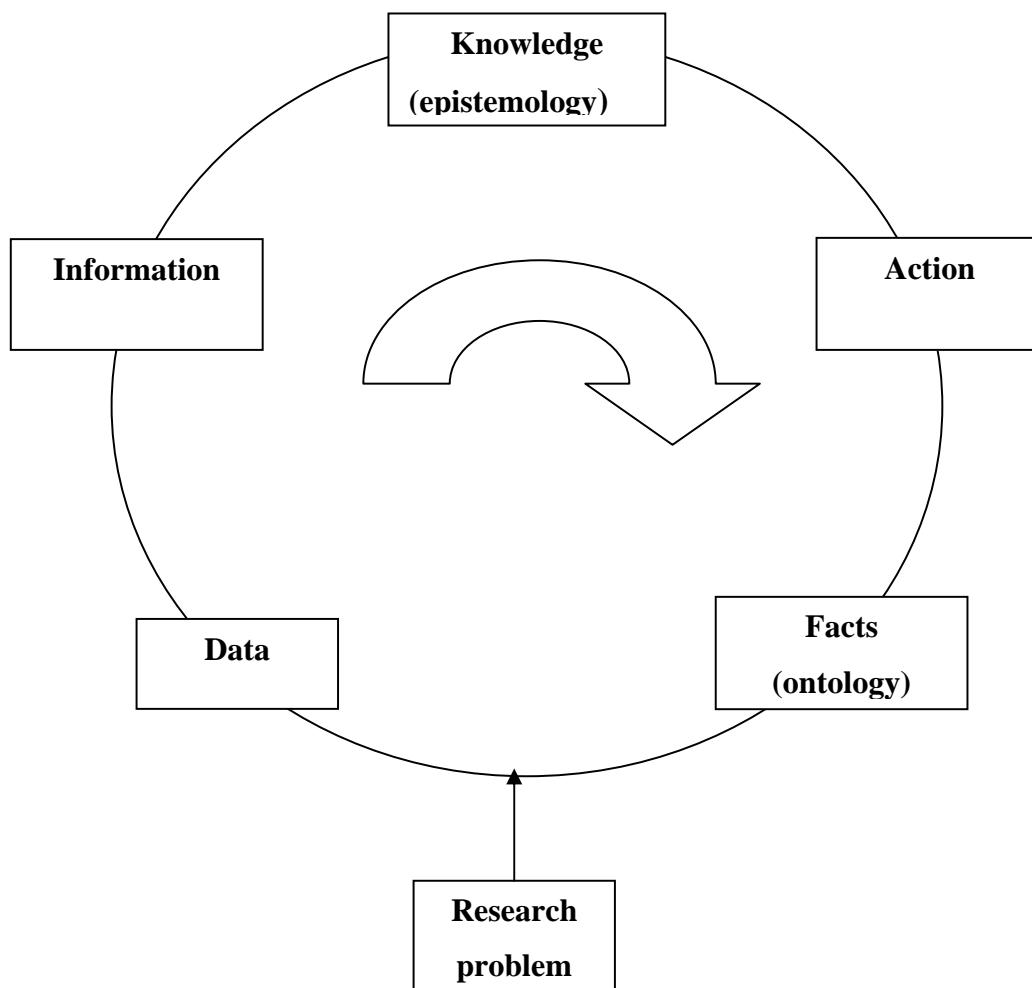 Knowledge
(epistemology)
Information
Action
Data
Facts
(ontology)
Research
problem